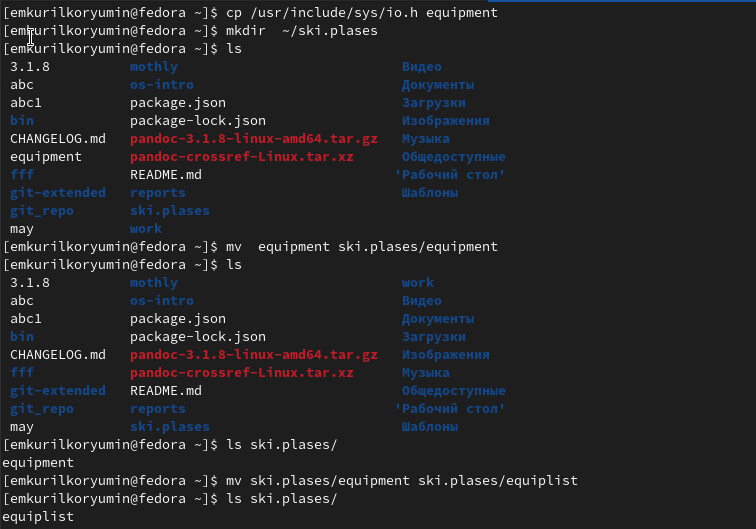 [emkurilkoryumin@fedora ~]$ cp /usr/include/sys/io.h equipment
[emkurilkoryumin@fedora ~]$ mkdir  ~/ski.plases
[emkurilkoryumin@fedora ~]$ ls
3.1.8 mothly Видео
abc os-intro Документы
abc1 package.json Загрузки
bin package-lock.json Изображения
CHANGELOG.md pandoc-3.1.8-linux-amd64.tar.gz Музыка
equipment pandoc-crossref-Linux.tar.xz Общедоступные
fff README.md 'Рабочий стол'
git-extended reports Шаблоны
git_repo ski.plases
may work
[emkurilkoryumin@fedora ~]$ mv  equipment ski.plases/equipment
[emkurilkoryumin@fedora ~]$ ls
3.1.8 mothly work
abc os-intro Видео
abc1 package.json Документы
bin package-lock.json Загрузки
CHANGELOG.md pandoc-3.1.8-linux-amd64.tar.gz Изображения
fff pandoc-crossref-Linux.tar.xz Музыка
git-extended README.md Общедоступные
git_repo reports 'Рабочий стол'
may ski.plases Шаблоны
[emkurilkoryumin@fedora ~]$ ls ski.plases/
equipment
[emkurilkoryumin@fedora ~]$ mv ski.plases/equipment ski.plases/equiplist
[emkurilkoryumin@fedora ~]$ ls ski.plases/
equiplist